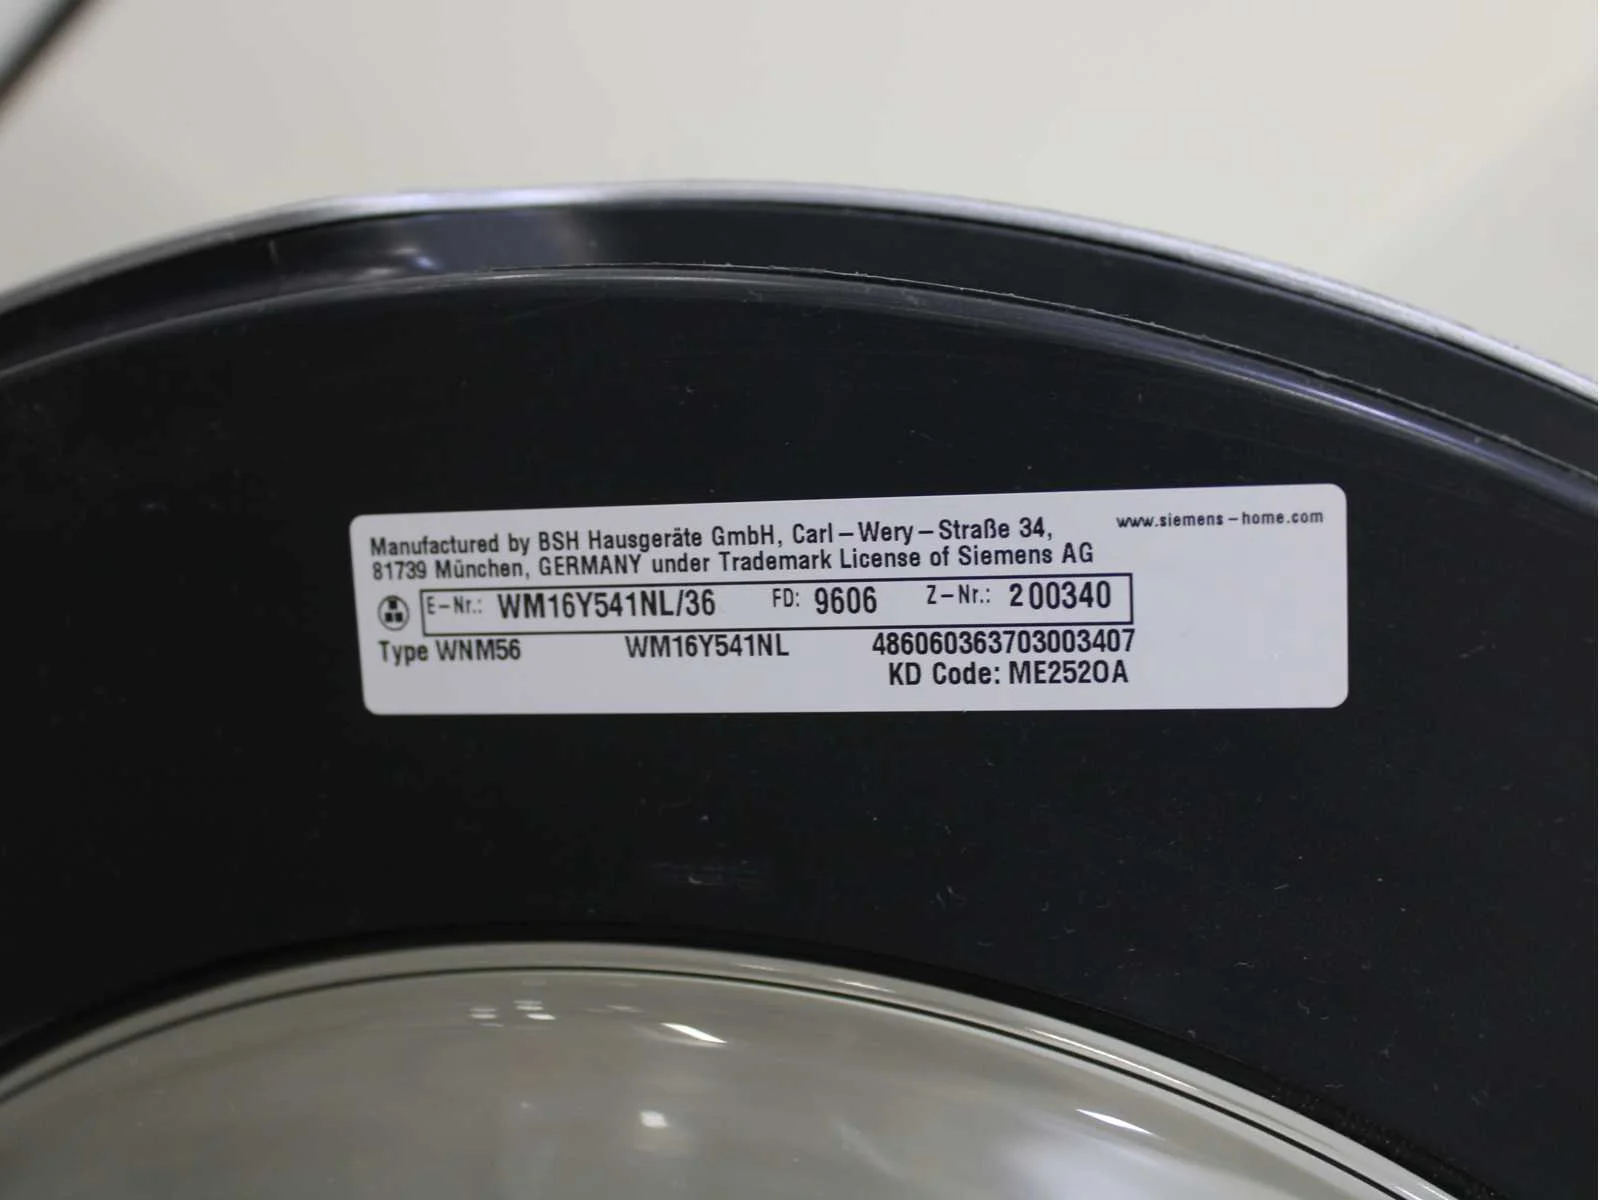 Manufactured by BSH Hausgeräte GmbH, Carl-Wery-Straße 34,
www.siemens-home.com
81739 München, GERMANY under Trademark License of Siemens AG
E-Nr.: WM16Y541NL/36 FD: 9606 Z-Nr.: 200340
Type WNM56 WM16Y541NL 486060363703003407
KD Code: ME252OA